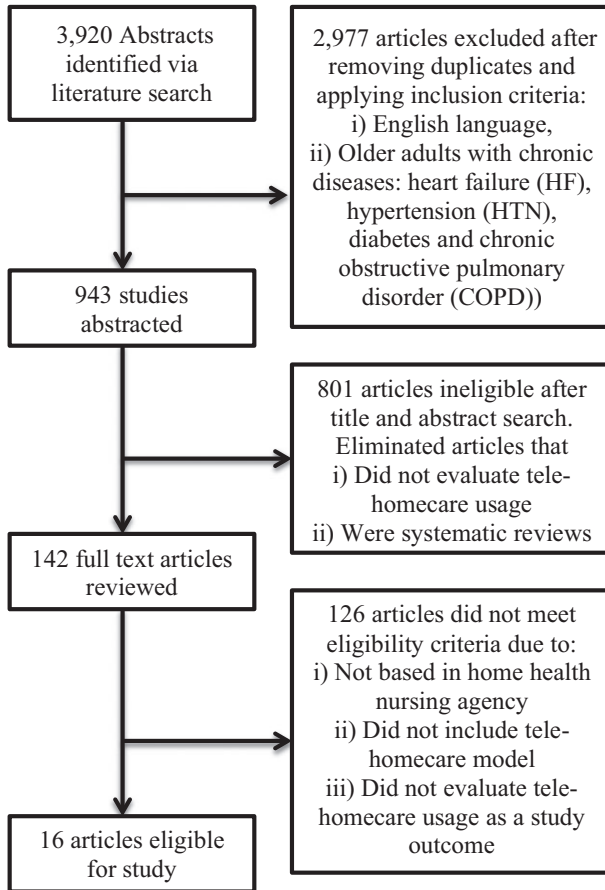 3,920 Abstracts
identified via
literature search
2,977 articles excluded after
removing duplicates and
applying inclusion criteria:
i) English language,
ii) Older adults with chronic
diseases: heart failure (HF),
hypertension (HTN),
diabetes and chronic
obstructive pulmonary
disorder (COPD))
943 studies
abstracted
801 articles ineligible after
title and abstract search.
Eliminated articles that
i) Did not evaluate tele-
homecare usage
ii) Were systematic reviews
142 full text articles
reviewed
126 articles did not meet
eligibility criteria due to:
i) Not based in home health
nursing agency
ii) Did not include tele-
homecare model
iii) Did not evaluate tele-
homecare usage as a study
outcome
16 articles eligible
for study